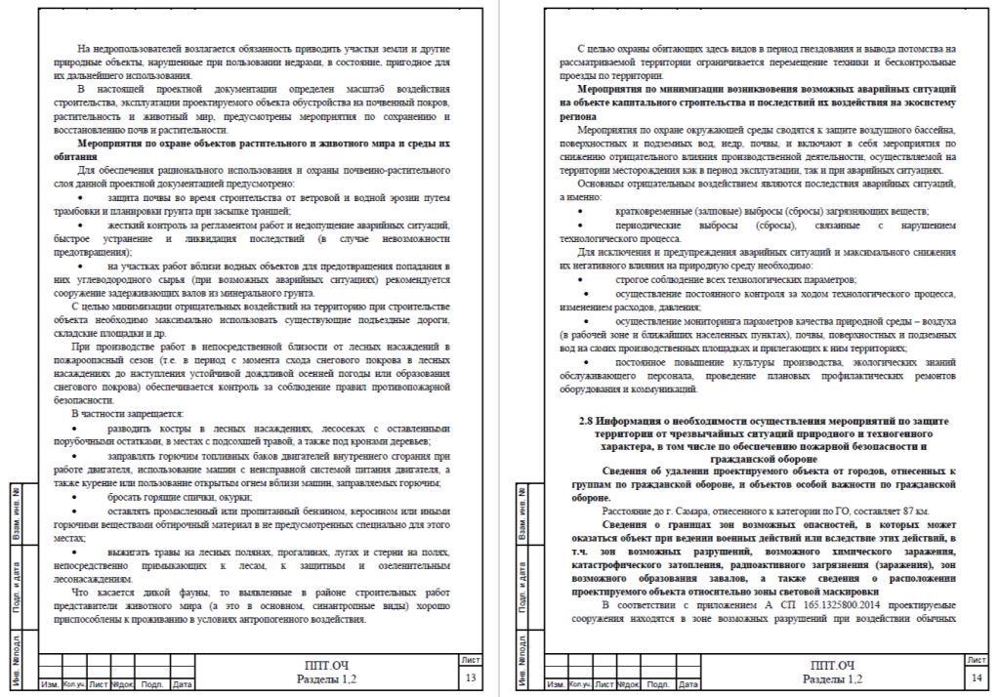 На недропользователей возлагается обязанность приводить участки земли и другие
природные объекты, нарушенные при пользовании недрами, в состояние, пригодное для
их дальнейшего использования.
В настоящей проектной документации определен масштаб воздействия
строительства, эксплуатации проектируемого объекта обустройства на почвенный покров,
растительность и животный мир, предусмотрены мероприятия по сохранению и
восстановлению почв и растительности.
Мероприятия по охране объектов растительного и животного мира и среды их
обитания
Для обеспечения рационального использования и охраны почвенно-растительного
слоя данной проектной документацией предусмотрено:
• защита почвы во время строительства от ветровой и водной эрозии путем
трамбовки и планировки грунта при засыпке траншей;
• жесткий контроль за регламентом работ и недопущение аварийных ситуаций,
быстрое устранение и ликвидация последствий (в случае невозможности
предотвращения);
• на участках работ вблизи водных объектов для предотвращения попадания в
них углеводородного сырья (при возможных аварийных ситуациях) рекомендуется
сооружение задерживающих валов из минерального грунта.
С целью минимизации отрицательных воздействий на территорию при строительстве
объекта необходимо максимально использовать существующие подъездные дороги,
складские площадки и др.
При производстве работ в непосредственной близости от лесных насаждений в
пожароопасный сезон (т.е. в период с момента схода снегового покрова в лесных
насаждениях до наступления устойчивой дождливой осенней погоды или образования
снегового покрова) обеспечивается контроль за соблюдение правил противопожарной
безопасности.
В частности запрещается:
• разводить костры в лесных насаждениях, лесосеках с оставленными
порубочными остатками, в местах с подсохшей травой, а также под кронами деревьев;
• заправлять горючим топливных баков двигателей внутреннего сгорания при
работе двигателя, использование машин с неисправной системой питания двигателя, а
также курение или пользование открытым огнем вблизи машин, заправляемых горючим;
• бросать горящие спички, окурки;
• оставлять промасленный или пропитанный бензином, керосином или иными
горючими веществами обтирочный материал в не предусмотренных специально для этого
местах;
• выжигать травы на лесных полянах, прогалинах, лугах и стерни на полях,
непосредственно примыкающих к лесам, к защитным и озеленительным
лесонасаждениям.
Что касается дикой фауны, то выявленные в районе строительных работ
представители животного мира (а это в основном, синантропные виды) хорошо
приспособлены к проживанию в условиях антропогенного воздействия.
Взам. инв. №
Подп. и дата
Инв. №подл.
Изм. Кол.уч. Лист №док. Подп. Дата
ППТ.ОЧ
Разделы 1,2
Лист
13
С целью охраны обитающих здесь видов в период гнездования и вывода потомства на
рассматриваемой территории ограничивается перемещение техники и бесконтрольные
проезды по территории.
Мероприятия по минимизации возникновения возможных аварийных ситуаций
на объекте капитального строительства и последствий их воздействия на экосистему
региона
Мероприятия по охране окружающей среды сводятся к защите воздушного бассейна,
поверхностных и подземных вод, недр, почвы, и включают в себя мероприятия по
снижению отрицательного влияния производственной деятельности, осуществляемой на
территории месторождения как в период эксплуатации, так и при аварийных ситуациях.
Основным отрицательным воздействием являются последствия аварийных ситуаций,
а именно:
• кратковременные (залповые) выбросы (сбросы) загрязняющих веществ;
• периодические выбросы (сбросы), связанные с нарушением
технологического процесса.
Для исключения и предупреждения аварийных ситуаций и максимального снижения
их негативного влияния на природную среду необходимо:
• строгое соблюдение всех технологических параметров;
• осуществление постоянного контроля за ходом технологического процесса,
изменением расходов, давления;
• осуществление мониторинга параметров качества природной среды – воздуха
(в рабочей зоне и ближайших населенных пунктах), почвы, поверхностных и подземных
вод на самих производственных площадках и прилегающих к ним территориях;
• постоянное повышение культуры производства, экологических знаний
обслуживающего персонала, проведение плановых профилактических ремонтов
оборудования и коммуникаций.
2.8 Информация о необходимости осуществления мероприятий по защите
территории от чрезвычайных ситуаций природного и техногенного
характера, в том числе по обеспечению пожарной безопасности и
гражданской обороне
Сведения об удалении проектируемого объекта от городов, отнесенных к
группам по гражданской обороне, и объектов особой важности по гражданской
обороне.
Расстояние до г. Самара, отнесенного к категории по ГО, составляет 87 км.
Сведения о границах зон возможных опасностей, в которых может
оказаться объект при ведении военных действий или вследствие этих действий, в
т.ч. зон возможных разрушений, возможного химического заражения,
катастрофического затопления, радиоактивного загрязнения (заражения), зон
возможного образования завалов, а также сведения о расположении
проектируемого объекта относительно зоны световой маскировки
В соответствии с приложением А СП 165.1325800.2014 проектируемые
сооружения находятся в зоне возможных разрушений при воздействии обычных
Взам. инв. №
Подп. и дата
Инв. №подл.
Изм. Кол.уч. Лист №док. Подп. Дата
ППТ.ОЧ
Разделы 1,2
Лист
14